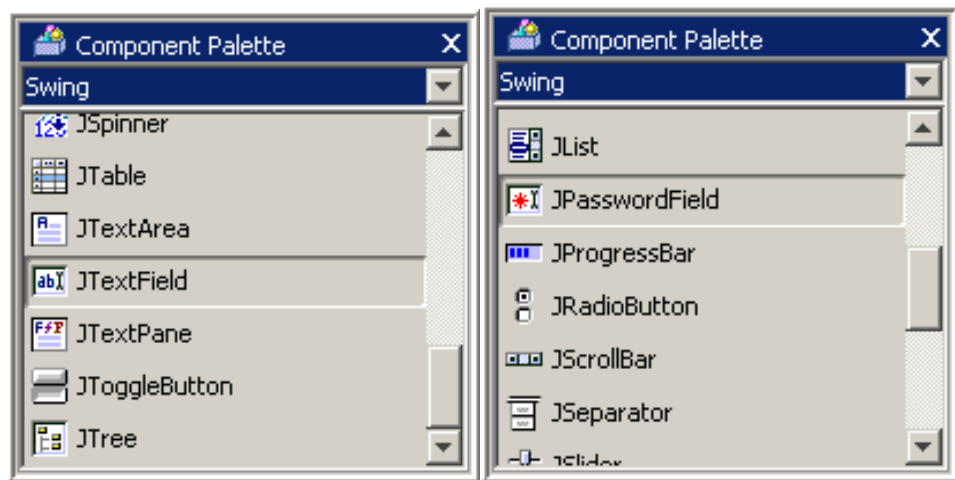 Component Palette X
Swing
JSpinner
JTable
JTextArea
JTextField
JTextPane
JToggleButton
JTree
Component Palette X
Swing
JList
JPasswordField
JProgressBar
JRadioButton
JScrollBar
JSeparator
JSlider